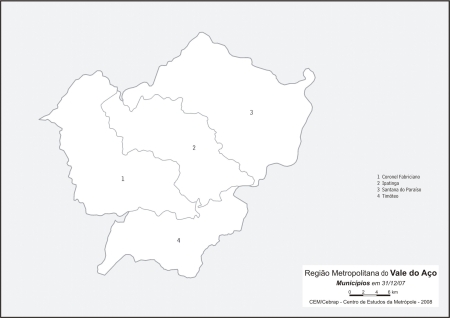 3
2
1
4
1 Coronel Fabriciano
2 Ipatinga
3 Santana do Paraíso
4 Timóteo
Região Metropolitana do Vale do Aço
Municípios em 31/12/07
0 2 4 6 km
CEM/Cebrap - Centro de Estudos da Metrópole - 2008